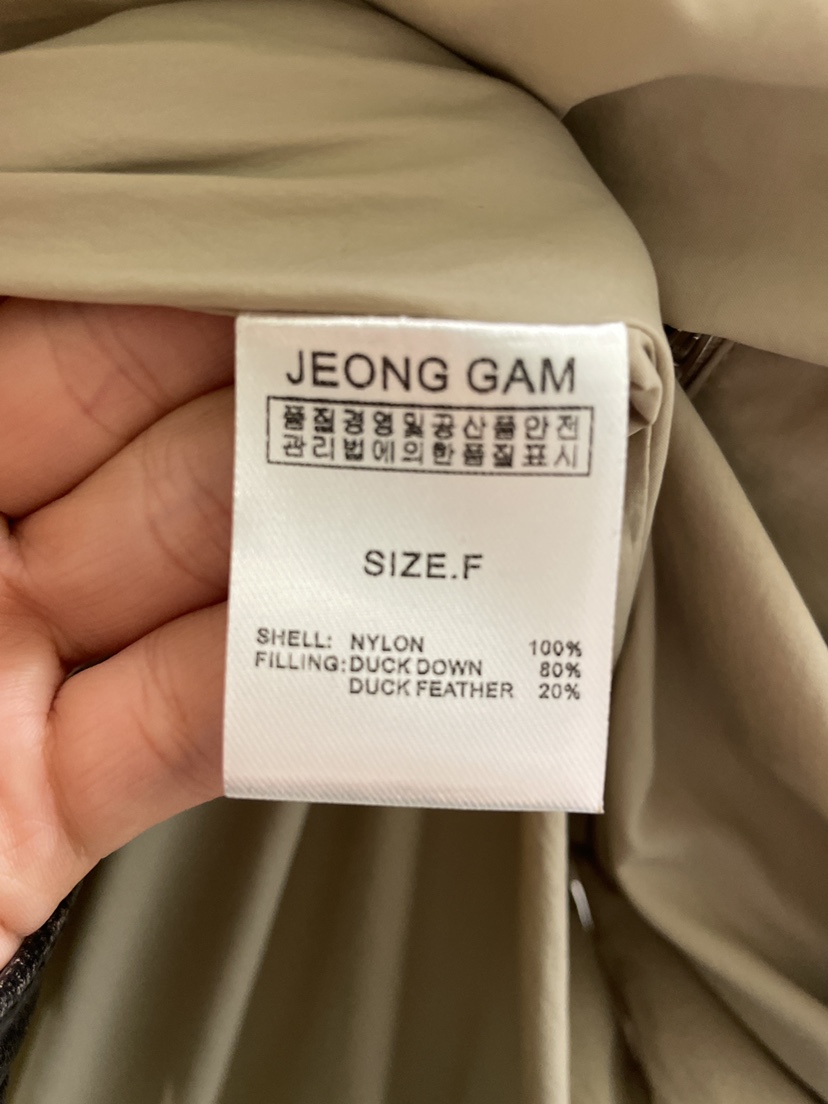 JEONG GAM
품질경영및공산품안전
관리법에의한품질표시
SIZE.F
SHELL: NYLON 100%
FILLING: DUCK DOWN 80%
DUCK FEATHER 20%